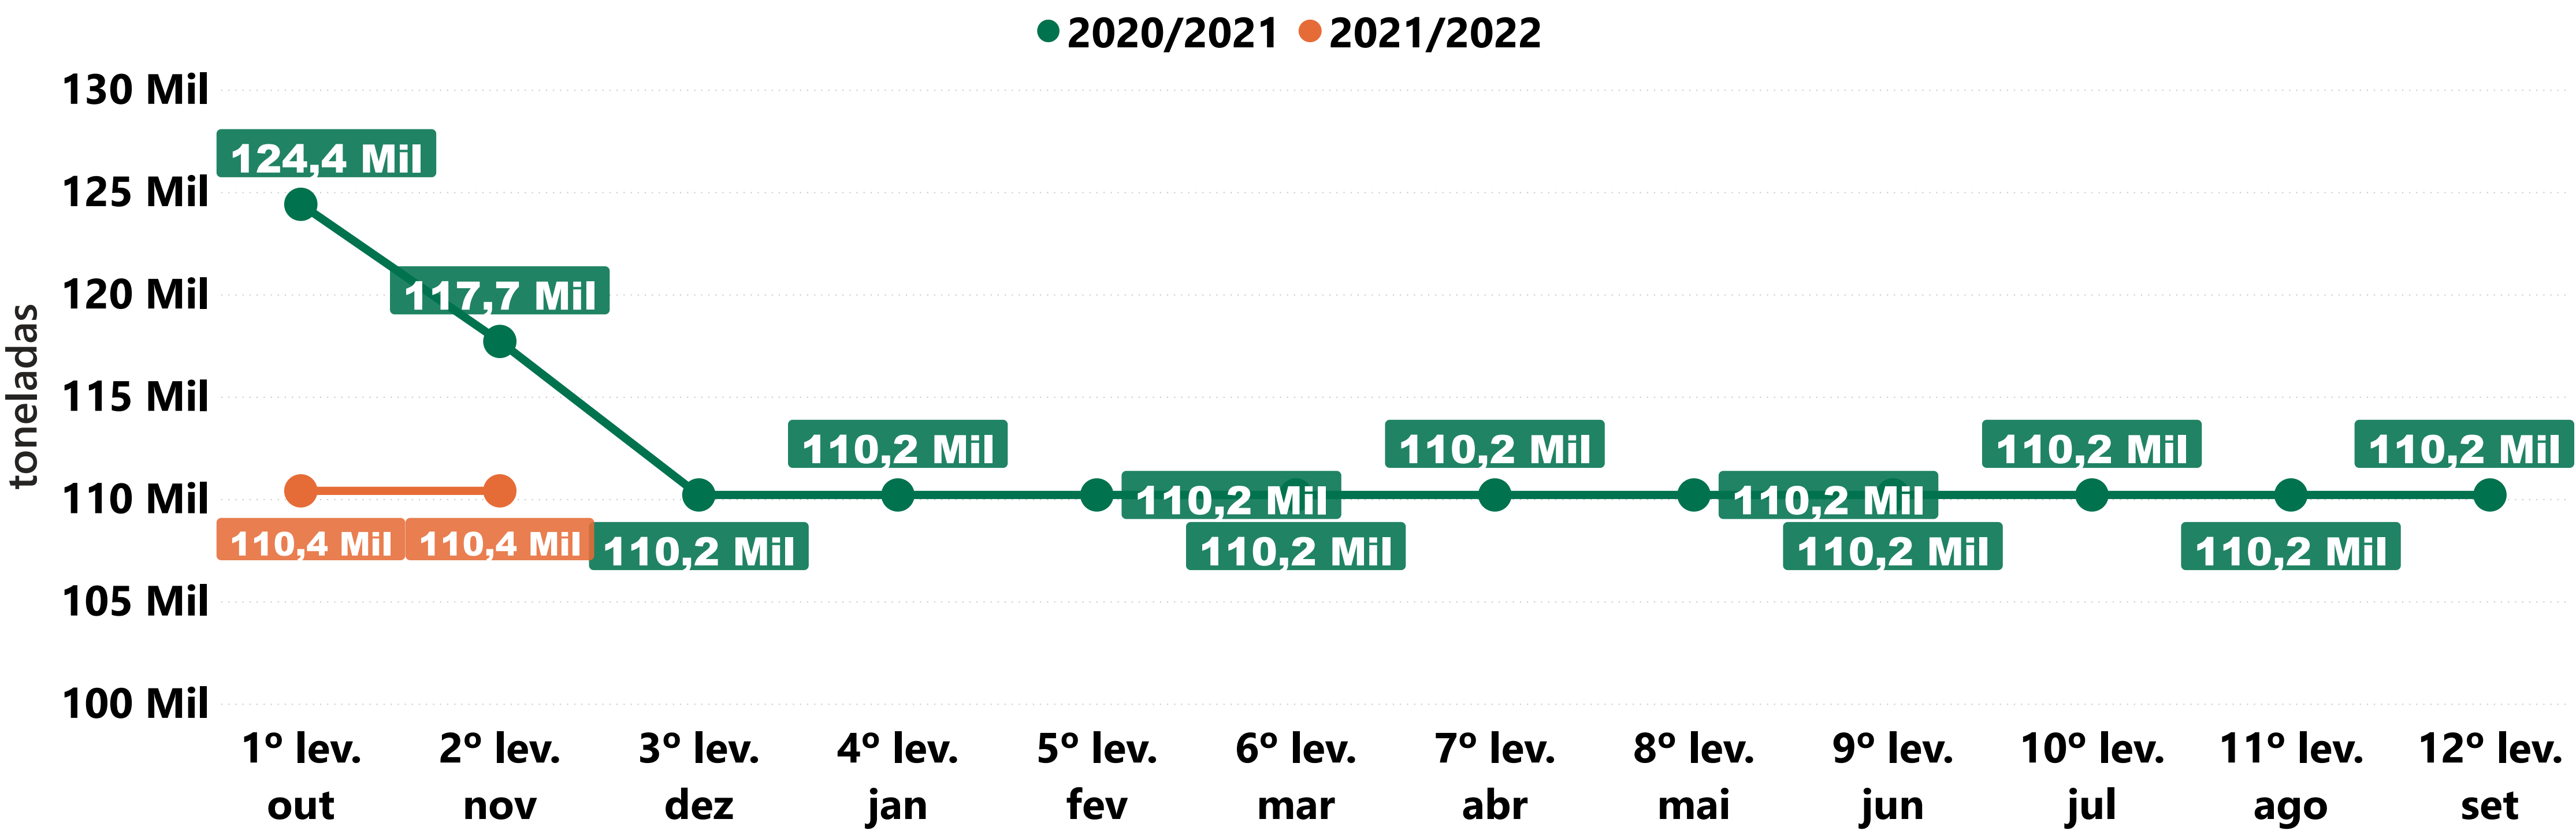 2020/2021 2021/2022
130 Mil
125 Mil
120 Mil
115 Mil
110 Mil
105 Mil
100 Mil
toneladas
124,4 Mil
117,7 Mil
110,2 Mil
110,2 Mil
110,2 Mil
110,2 Mil
110,2 Mil
110,2 Mil
110,2 Mil
110,2 Mil
110,2 Mil
110,2 Mil
110,4 Mil
110,4 Mil
1º lev. 2º lev. 3º lev. 4º lev. 5º lev. 6º lev. 7º lev. 8º lev. 9º lev. 10º lev. 11º lev. 12º lev.
out nov dez jan fev mar abr mai jun jul ago set